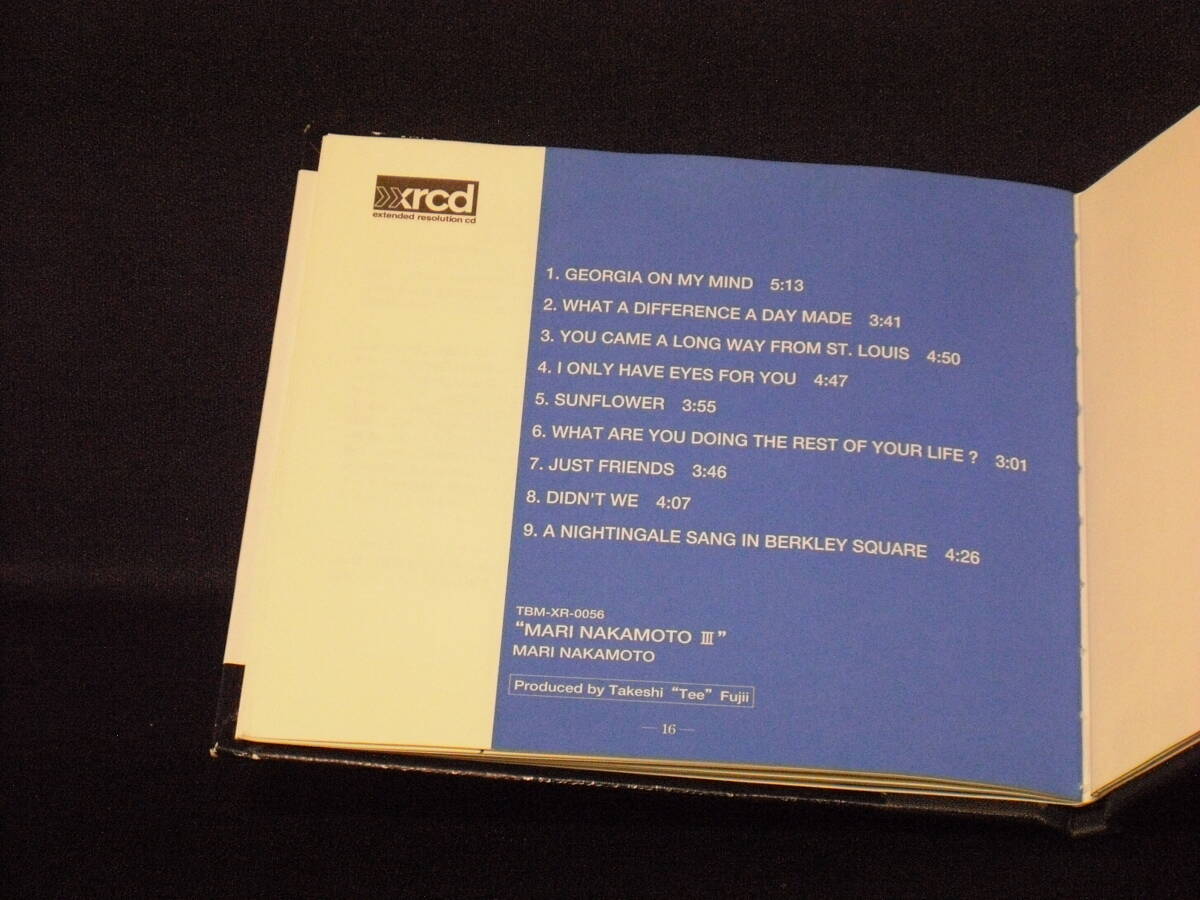 xrcd
extended resolution cd
1. GEORGIA ON MY MIND 5:13
2. WHAT A DIFFERENCE A DAY MADE 3:41
3. YOU CAME A LONG WAY FROM ST. LOUIS 4:50
4. I ONLY HAVE EYES FOR YOU 4:47
5. SUNFLOWER 3:55
6. WHAT ARE YOU DOING THE REST OF YOUR LIFE ? 3:01
7. JUST FRIENDS 3:46
8. DIDN'T WE 4:07
9. A NIGHTINGALE SANG IN BERKLEY SQUARE 4:26
TBM-XR-0056
“MARI NAKAMOTO Ⅲ”
MARI NAKAMOTO
Produced by Takeshi “Tee” Fujii
— 16 —